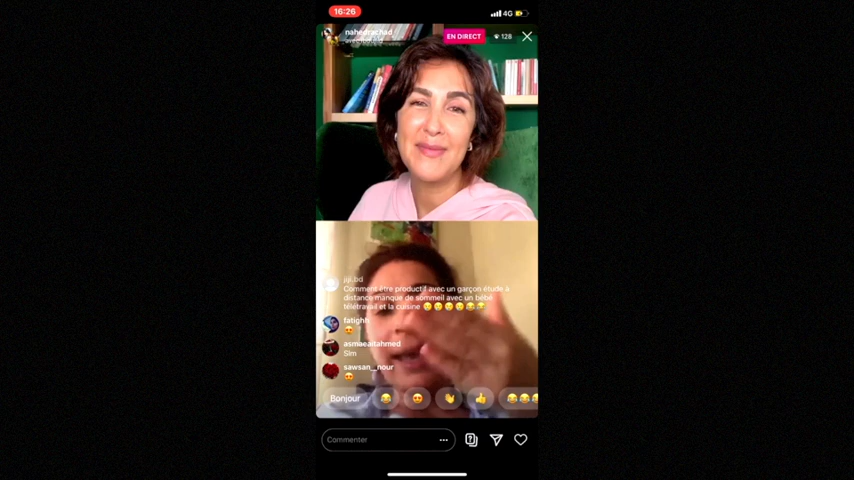 16:26
4G
nahedrachad
EN DIRECT
128
jiji.bd
Comment être productif avec un garçon étude à
distance manque de sommeil avec un bébé
télétravail et la cuisine
fatighh
asmaeaitahmed
Slm
sawsan__nour
Bonjour
Commenter